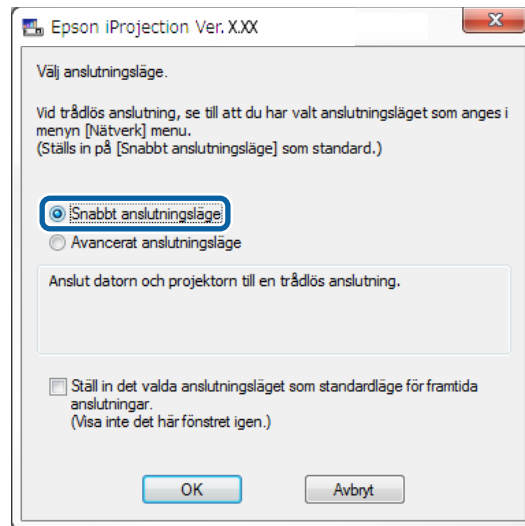 Epson iProjection Ver. X.XX
Välj anslutningsläge.
Vid trådlös anslutning, se till att du har valt anslutningsläget som anges i
menyn [Nätverk] menu.
(Ställs in på [Snabbt anslutningsläge] som standard.)
Snabbt anslutningsläge
Avancerat anslutningsläge
Anslut datorn och projektorn till en trådlös anslutning.
Ställ in det valda anslutningsläget som standardläge för framtida
anslutningar.
(Visa inte det här fönstret igen.)
OK
Avbryt